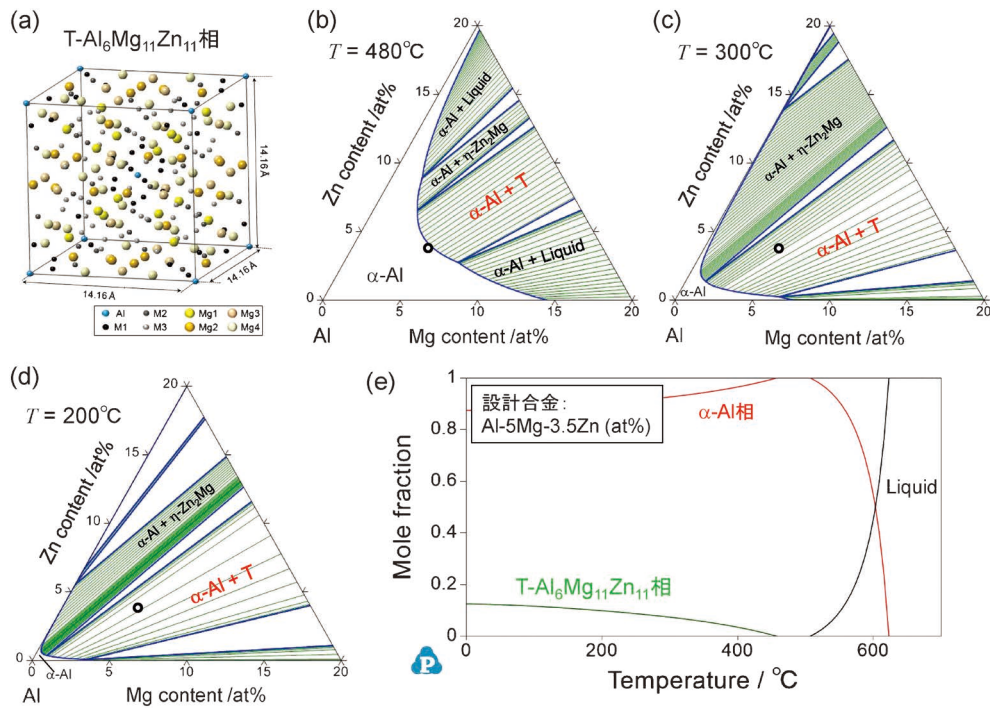 (a)
T-Al6Mg11Zn11相
14.16Å
14.16Å
14.16Å
Al M2 Mg1 Mg3
M1 M3 Mg2 Mg4
(b)
T = 480℃
Zn content /at%
20
15
10
5
0
α-Al + Liquid
α-Al + η-Zn2Mg
α-Al + T
α-Al + Liquid
α-Al
0 5 10 15 20
Al
Mg content /at%
(c)
T = 300℃
Zn content /at%
20
15
10
5
0
α-Al + η-Zn2Mg
α-Al + T
α-Al
0 5 10 15 20
Al
Mg content /at%
(d)
T = 200℃
Zn content /at%
20
15
10
5
0
α-Al + η-Zn2Mg
α-Al + T
α-Al
0 5 10 15 20
Al
Mg content /at%
(e)
Mole fraction
1
0.8
0.6
0.4
0.2
0
設計合金:
Al-5Mg-3.5Zn (at%)
α-Al相
Liquid
T-Al6Mg11Zn11相
0 200 400 600
Temperature / ℃
P